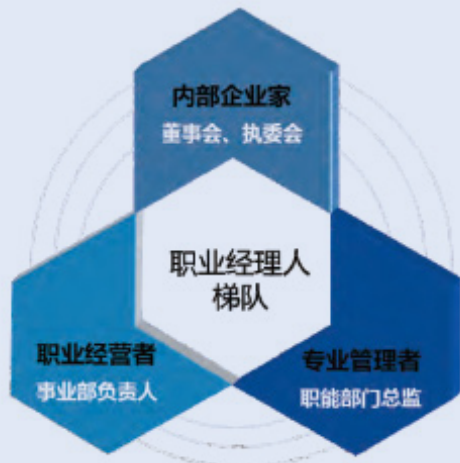 内部企业家
董事会、执委会
职业经理人
梯队
职业经营者
事业部负责人
专业管理者
职能部门总监